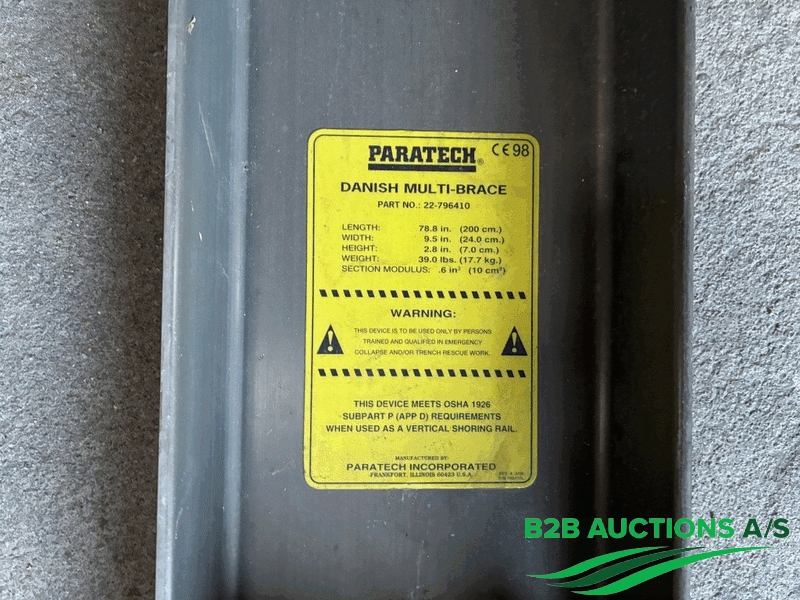 PARATECH® CE98
DANISH MULTI-BRACE
PART NO.: 22-796410
LENGTH: 78.8 in. (200 cm.)
WIDTH: 9.5 in. (24.0 cm.)
HEIGHT: 2.8 in. (7.0 cm.)
WEIGHT: 39.0 lbs. (17.7 kg.)
SECTION MODULUS: .6 in³ (10 cm³)
WARNING:
THIS DEVICE IS TO BE USED ONLY BY PERSONS
TRAINED AND QUALIFIED IN EMERGENCY
COLLAPSE AND/OR TRENCH RESCUE WORK.
THIS DEVICE MEETS OSHA 1926
SUBPART P (APP D) REQUIREMENTS
WHEN USED AS A VERTICAL SHORING RAIL.
MANUFACTURED BY:
PARATECH INCORPORATED
FRANKFORT, ILLINOIS 60423 U.S.A.
B2B AUCTIONS A/S